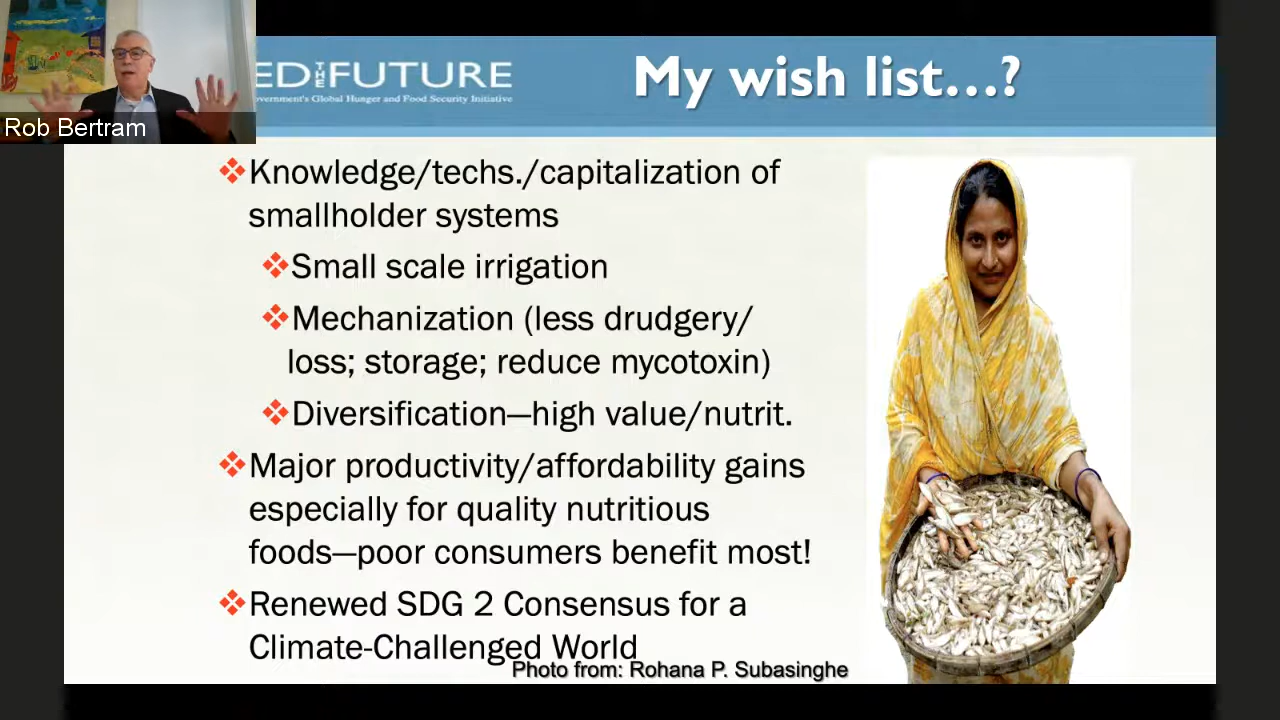 Rob Bertram
ED THE FUTURE
overnment's Global Hunger and Food Security Initiative
My wish list...?
Knowledge/techs./capitalization of
smallholder systems
Small scale irrigation
Mechanization (less drudgery/
loss; storage; reduce mycotoxin)
Diversification—high value/nutrit.
Major productivity/affordability gains
especially for quality nutritious
foods—poor consumers benefit most!
Renewed SDG 2 Consensus for a
Climate-Challenged World
Photo from: Rohana P. Subasinghe